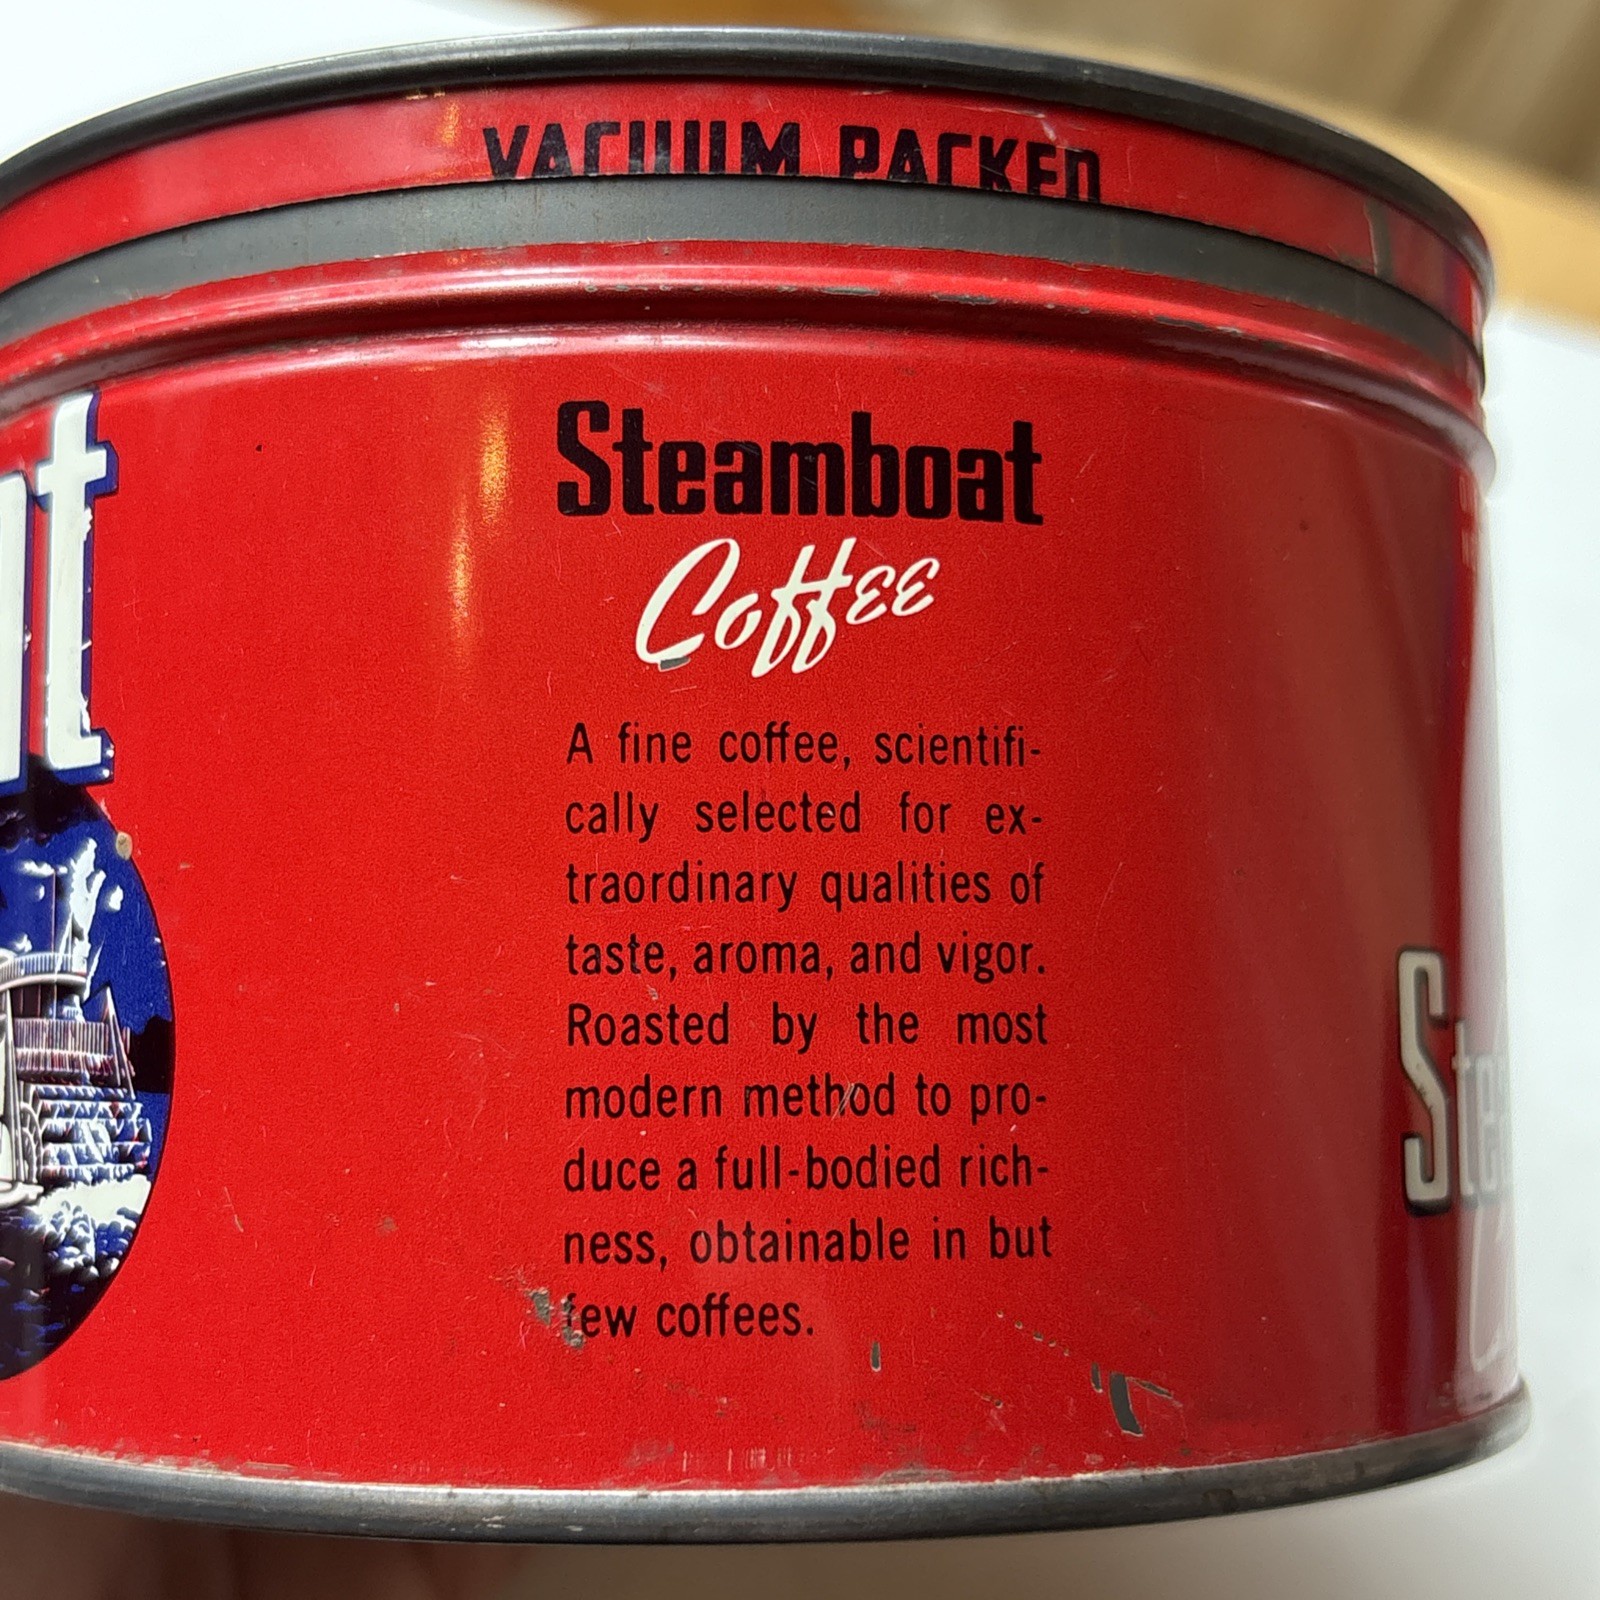 VACUUM PACKED
Steamboat
Coffee
A fine coffee, scientifi-
cally selected for ex-
traordinary qualities of
taste, aroma, and vigor.
Roasted by the most
modern method to pro-
duce a full-bodied rich-
ness, obtainable in but
few coffees.